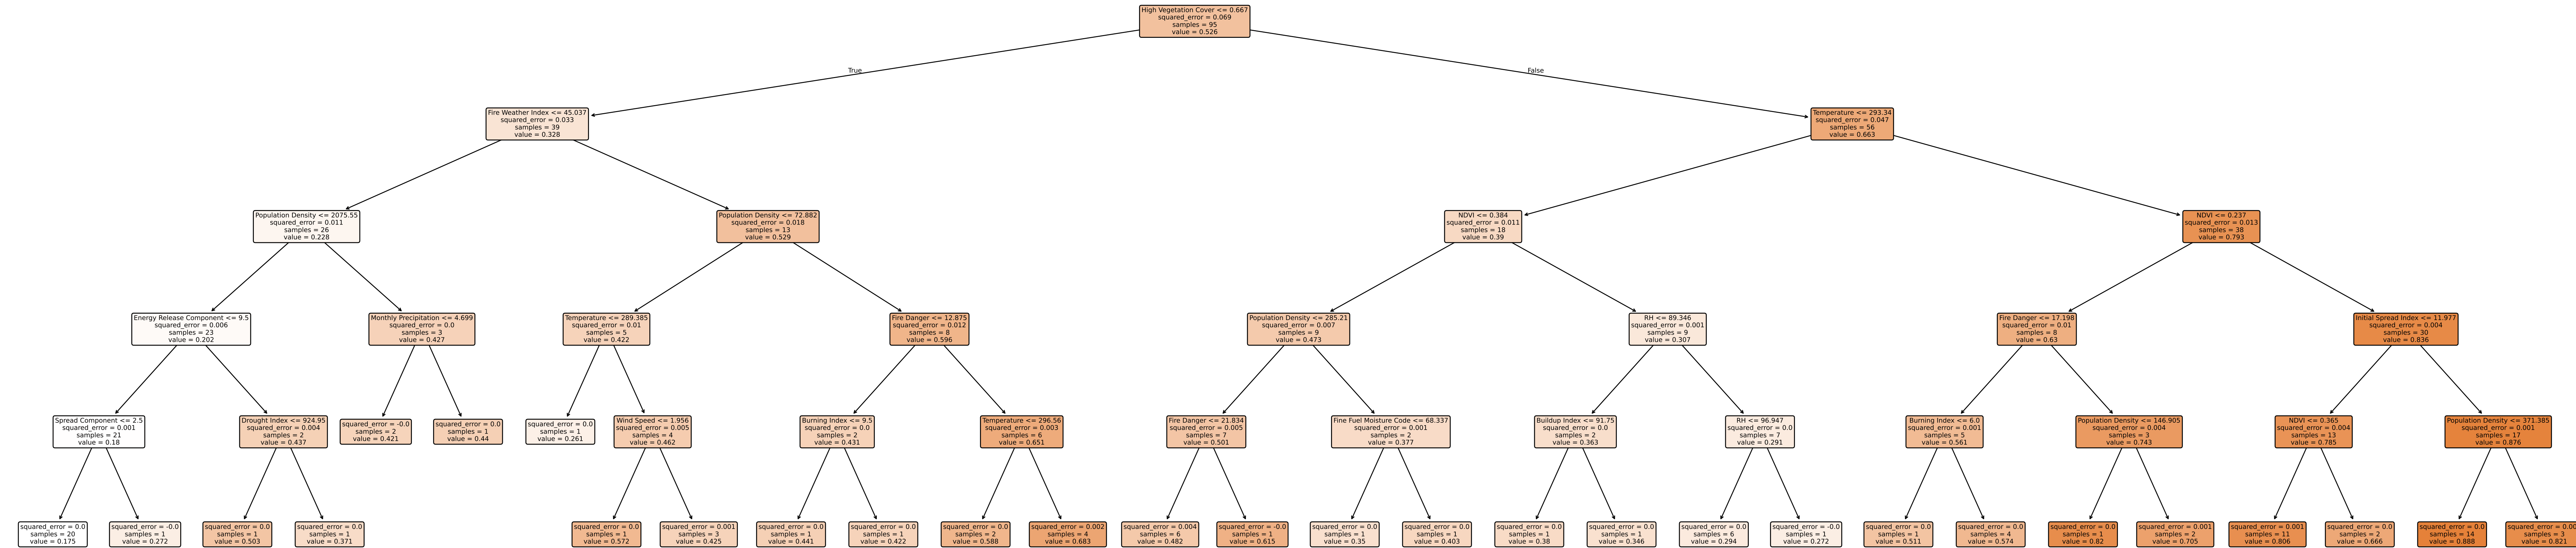 High Vegetation Cover <= 0.667
squared_error = 0.069
samples = 95
value = 0.526
True
False
Fire Weather Index <= 45.037
squared_error = 0.033
samples = 39
value = 0.328
Temperature <= 293.34
squared_error = 0.047
samples = 56
value = 0.663
Population Density <= 2075.55
squared_error = 0.011
samples = 26
value = 0.228
Population Density <= 72.882
squared_error = 0.018
samples = 13
value = 0.529
NDVI <= 0.384
squared_error = 0.011
samples = 18
value = 0.39
NDVI <= 0.237
squared_error = 0.013
samples = 38
value = 0.793
Energy Release Component <= 9.5
squared_error = 0.006
samples = 23
value = 0.202
Monthly Precipitation <= 4.699
squared_error = 0.0
samples = 3
value = 0.427
Temperature <= 289.385
squared_error = 0.01
samples = 5
value = 0.422
Fire Danger <= 12.875
squared_error = 0.012
samples = 8
value = 0.596
Population Density <= 285.21
squared_error = 0.007
samples = 9
value = 0.473
RH <= 89.346
squared_error = 0.001
samples = 9
value = 0.307
Fire Danger <= 17.198
squared_error = 0.01
samples = 8
value = 0.63
Initial Spread Index <= 11.977
squared_error = 0.004
samples = 30
value = 0.836
Spread Component <= 2.5
squared_error = 0.001
samples = 21
value = 0.18
Drought Index <= 924.95
squared_error = 0.004
samples = 2
value = 0.437
squared_error = -0.0
samples = 2
value = 0.421
squared_error = 0.0
samples = 1
value = 0.44
squared_error = 0.0
samples = 1
value = 0.261
Wind Speed <= 1.956
squared_error = 0.005
samples = 4
value = 0.462
Burning Index <= 9.5
squared_error = 0.0
samples = 2
value = 0.431
Temperature <= 296.56
squared_error = 0.003
samples = 6
value = 0.651
Fire Danger <= 21.834
squared_error = 0.005
samples = 7
value = 0.501
Fine Fuel Moisture Code <= 68.337
squared_error = 0.001
samples = 2
value = 0.377
Buildup Index <= 91.75
squared_error = 0.0
samples = 2
value = 0.363
RH <= 96.947
squared_error = 0.0
samples = 7
value = 0.291
Burning Index <= 6.0
squared_error = 0.001
samples = 5
value = 0.561
Population Density <= 146.905
squared_error = 0.004
samples = 3
value = 0.743
NDVI <= 0.365
squared_error = 0.004
samples = 13
value = 0.785
Population Density <= 371.385
squared_error = 0.001
samples = 17
value = 0.876
squared_error = 0.0
samples = 20
value = 0.175
squared_error = -0.0
samples = 1
value = 0.272
squared_error = 0.0
samples = 1
value = 0.503
squared_error = 0.0
samples = 1
value = 0.371
squared_error = 0.0
samples = 1
value = 0.572
squared_error = 0.001
samples = 3
value = 0.425
squared_error = 0.0
samples = 1
value = 0.441
squared_error = 0.0
samples = 1
value = 0.422
squared_error = 0.0
samples = 2
value = 0.588
squared_error = 0.002
samples = 4
value = 0.683
squared_error = 0.004
samples = 6
value = 0.482
squared_error = -0.0
samples = 1
value = 0.615
squared_error = 0.0
samples = 1
value = 0.35
squared_error = 0.0
samples = 1
value = 0.403
squared_error = 0.0
samples = 1
value = 0.38
squared_error = 0.0
samples = 1
value = 0.346
squared_error = 0.0
samples = 6
value = 0.294
squared_error = -0.0
samples = 1
value = 0.272
squared_error = 0.0
samples = 1
value = 0.511
squared_error = 0.0
samples = 4
value = 0.574
squared_error = 0.0
samples = 1
value = 0.82
squared_error = 0.001
samples = 2
value = 0.705
squared_error = 0.001
samples = 11
value = 0.806
squared_error = 0.0
samples = 2
value = 0.666
squared_error = 0.0
samples = 14
value = 0.888
squared_error =
samples = 3
value = 0.821